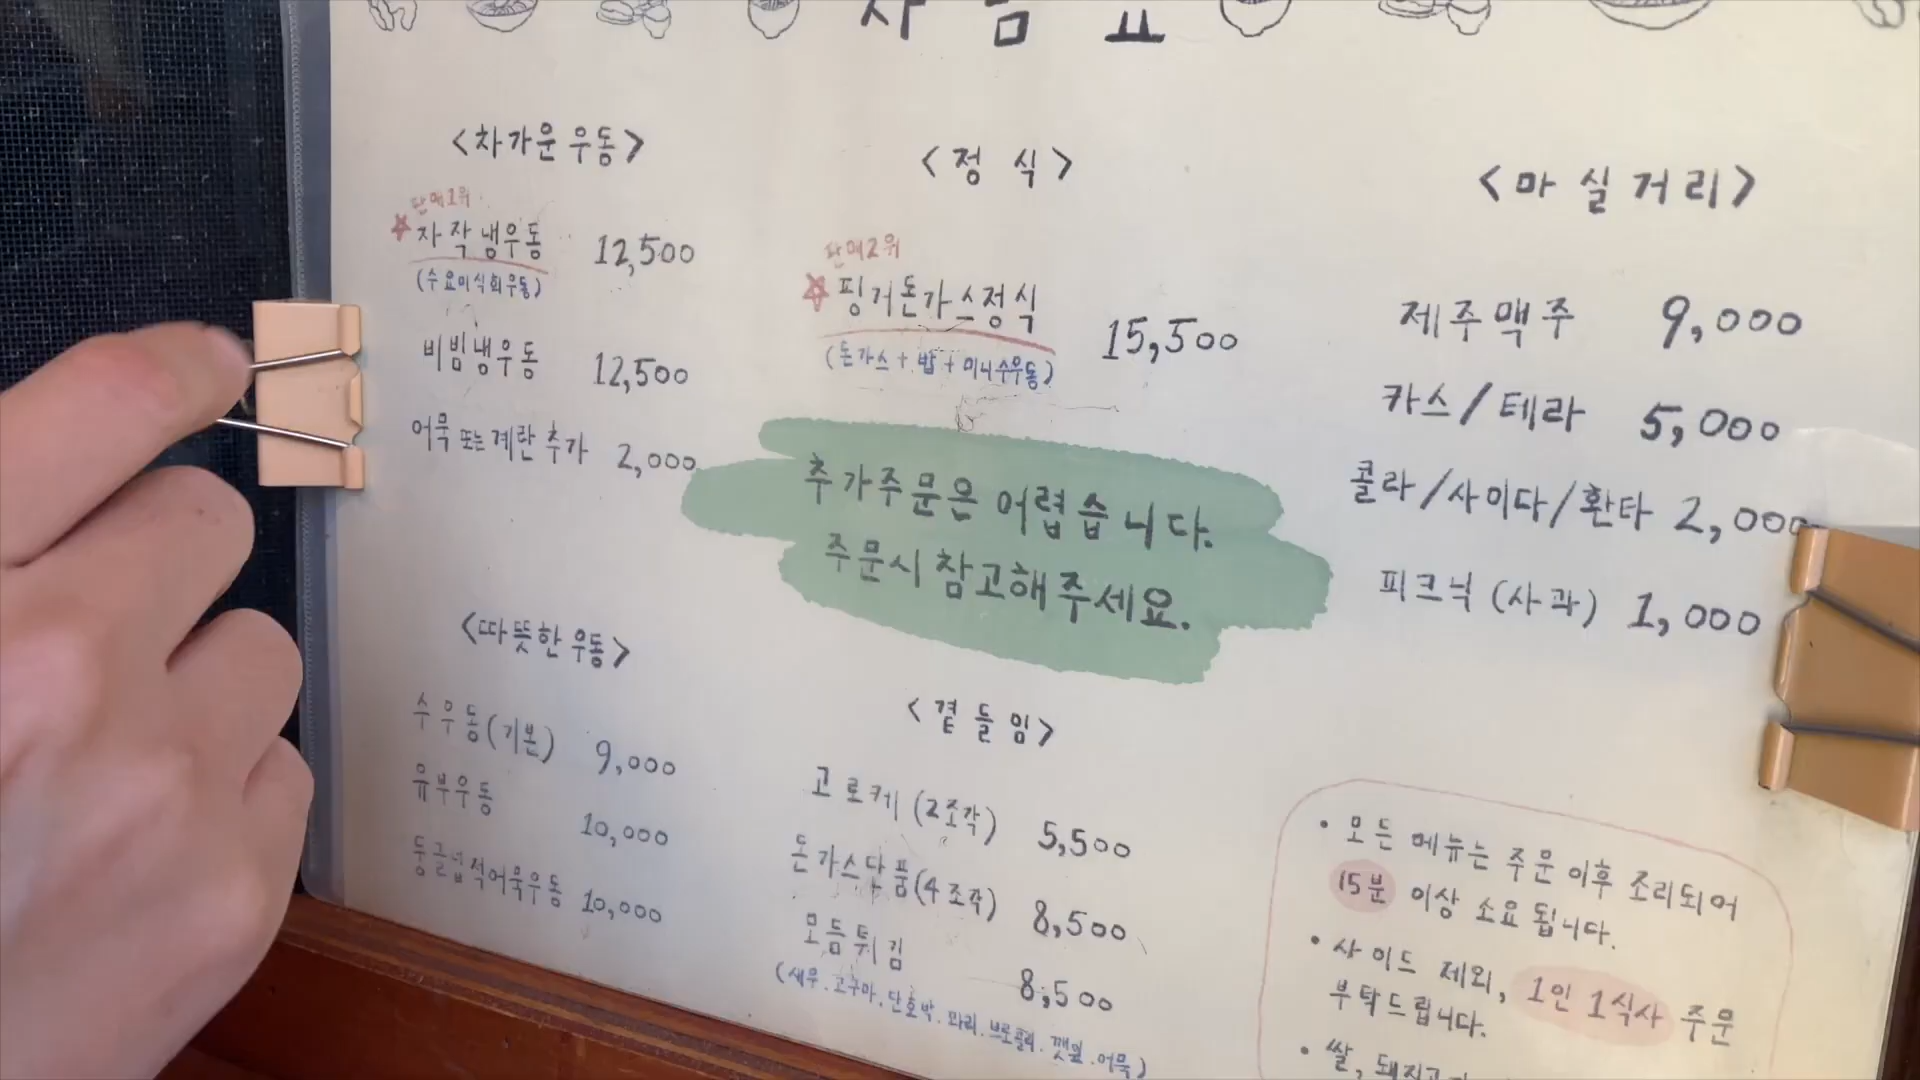 차림표
<차가운 우동>
판매1위
자작냉우동 12,500
(수요미식회우동)
비빔냉우동 12,500
어묵 또는 계란 추가 2,000
<따뜻한 우동>
수우동(기본) 9,000
유부우동 10,000
둥글넙적어묵우동 10,000
<정식>
판매2위
핑거돈가스정식 15,500
(돈가스 + 밥 + 미니수우동)
추가주문은 어렵습니다.
주문시 참고해주세요.
<곁들임>
고로케 (2조각) 5,500
돈가스단품(4조각) 8,500
모듬튀김 8,500
(새우.고구마.단호박.꽈리.브로콜리.깻잎.어묵)
<마실거리>
제주맥주 9,000
카스/테라 5,000
콜라/사이다/환타 2,000
피크닉 (사과) 1,000
• 모든 메뉴는 주문 이후 조리되어
15분 이상 소요 됩니다.
• 사이드 제외, 1인 1식사 주문
부탁드립니다.
• 쌀, 돼지고